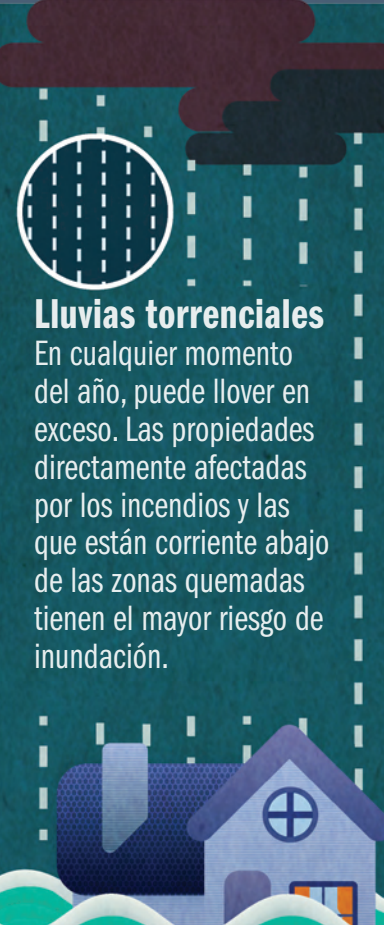 Lluvias torrenciales
En cualquier momento
del año, puede llover en
exceso. Las propiedades
directamente afectadas
por los incendios y las
que están corriente abajo
de las zonas quemadas
tienen el mayor riesgo de
inundación.